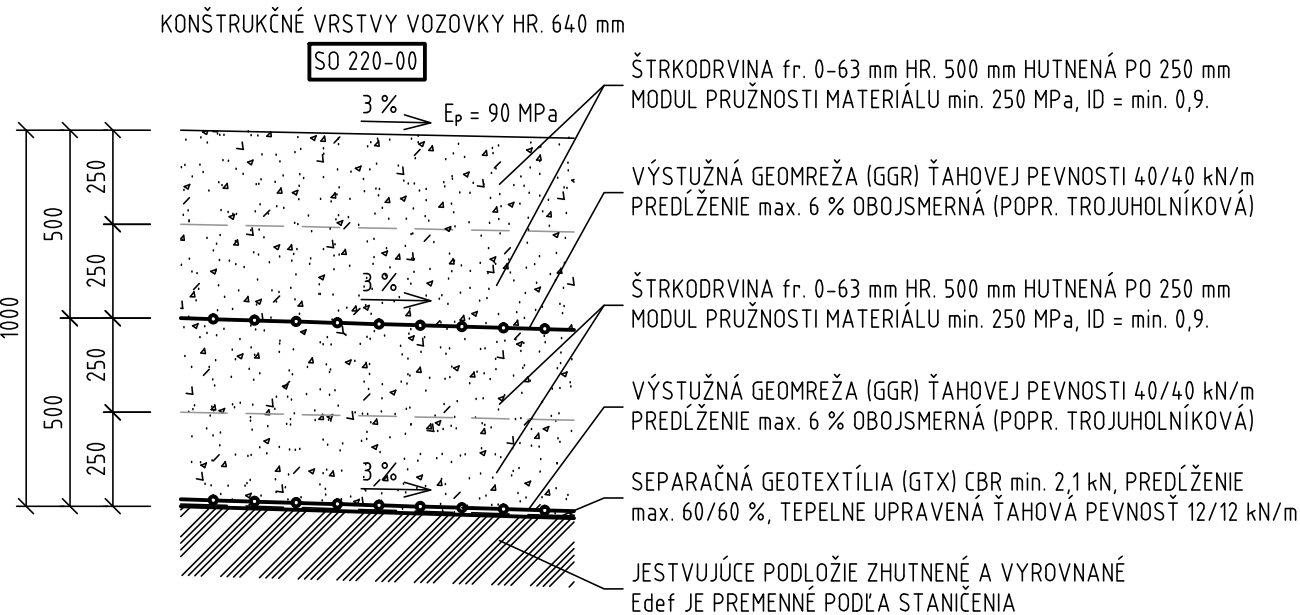 KONŠTRUKČNÉ VRSTVY VOZOVKY HR. 640 mm
SO 220-00
3 %
Eₚ = 90 MPa
ŠTRKODRVINA fr. 0-63 mm HR. 500 mm HUTNENÁ PO 250 mm
MODUL PRUŽNOSTI MATERIÁLU min. 250 MPa, ID = min. 0,9.
VÝSTUŽNÁ GEOMREŽA (GGR) ŤAHOVEJ PEVNOSTI 40/40 kN/m
PREDĹŽENIE max. 6 % OBOJSMERNÁ (POPR. TROJUHOLNÍKOVÁ)
3 %
ŠTRKODRVINA fr. 0-63 mm HR. 500 mm HUTNENÁ PO 250 mm
MODUL PRUŽNOSTI MATERIÁLU min. 250 MPa, ID = min. 0,9.
VÝSTUŽNÁ GEOMREŽA (GGR) ŤAHOVEJ PEVNOSTI 40/40 kN/m
PREDĹŽENIE max. 6 % OBOJSMERNÁ (POPR. TROJUHOLNÍKOVÁ)
3 %
SEPARAČNÁ GEOTEXTÍLIA (GTX) CBR min. 2,1 kN, PREDĹŽENIE
max. 60/60 %, TEPELNE UPRAVENÁ ŤAHOVÁ PEVNOSŤ 12/12 kN/m
JESTVUJÚCE PODLOŽIE ZHUTNENÉ A VYROVNANÉ
Edef JE PREMENNÉ PODĽA STANIČENIA
1000
500
500
250
250
250
250